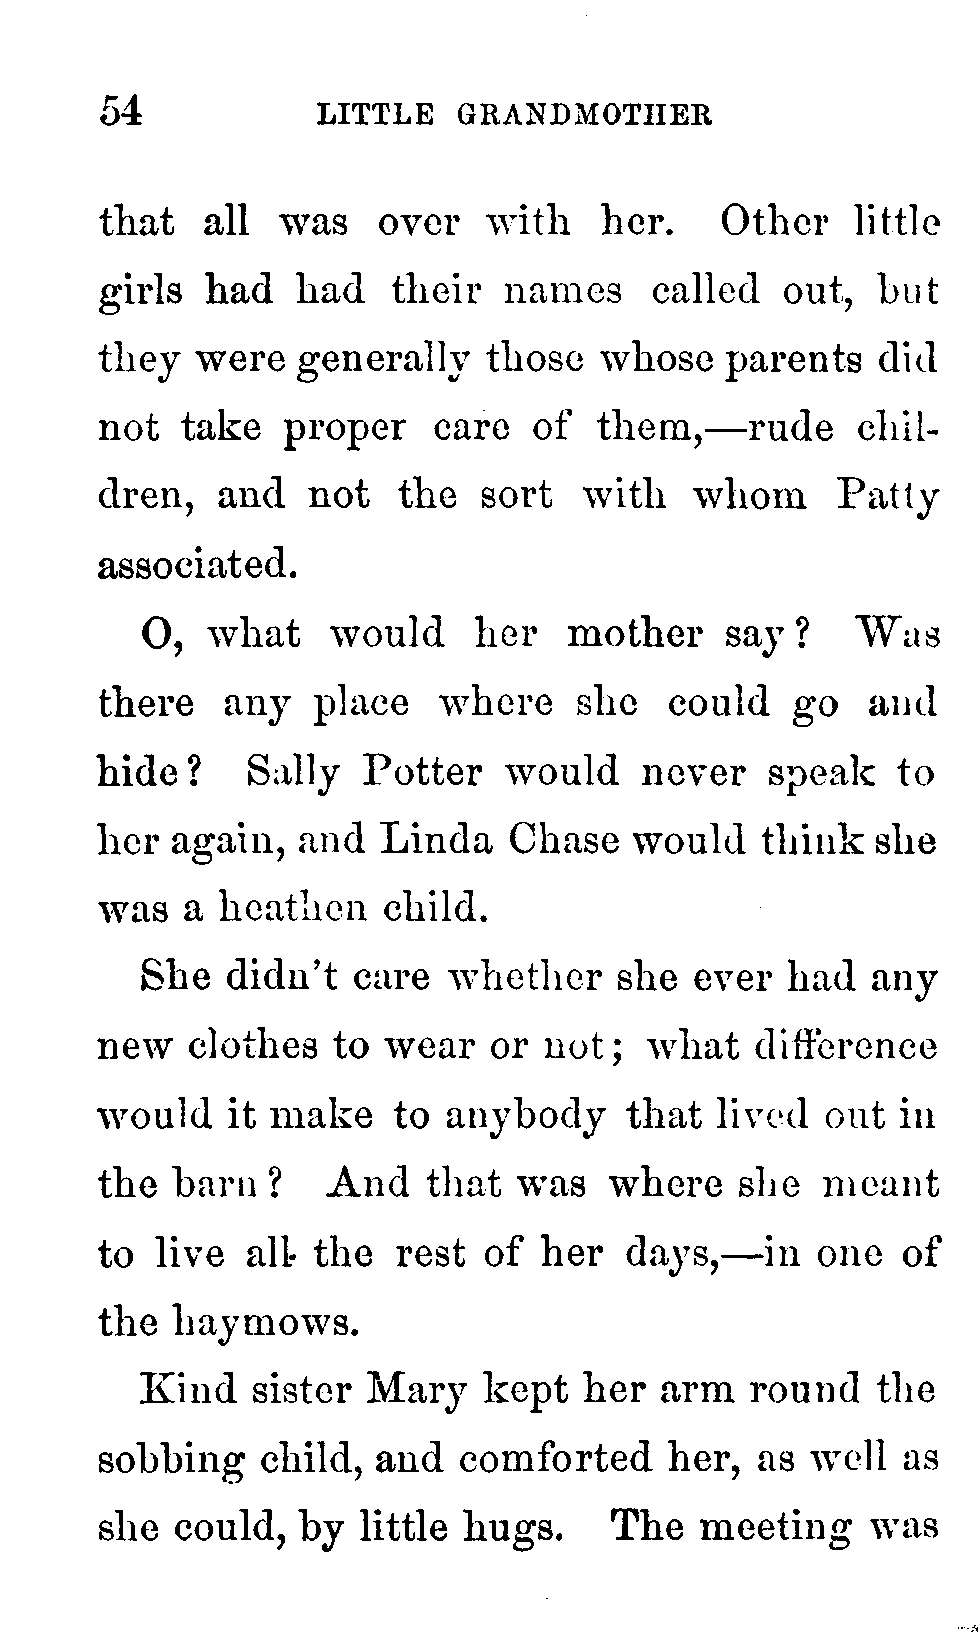 54 LITTLE GRANDMOTHER
that all was over with her. Other little
girls had had their names called out, but
they were generally those whose parents did
not take proper care of them,—rude chil-
dren, and not the sort with whom Patty
associated.
O, what would her mother say? Was
there any place where she could go and
hide? Sally Potter would never speak to
her again, and Linda Chase would think she
was a heathen child.
She didn't care whether she ever had any
new clothes to wear or not; what difference
would it make to anybody that lived out in
the barn? And that was where she meant
to live all the rest of her days,—in one of
the haymows.
Kind sister Mary kept her arm round the
sobbing child, and comforted her, as well as
she could, by little hugs. The meeting was